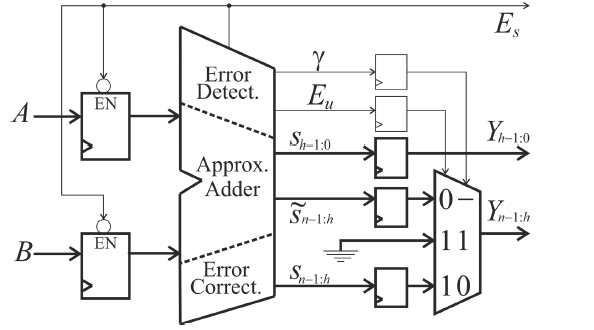 E_s
γ
Error
Detect.
EN
E_u
A
s_{h=1:0}
Y_{h-1:0}
Approx.
Adder
0-
s̃_{n-1:h}
Y_{n-1:h}
EN
11
B
Error
Correct.
s_{n-1:h}
10